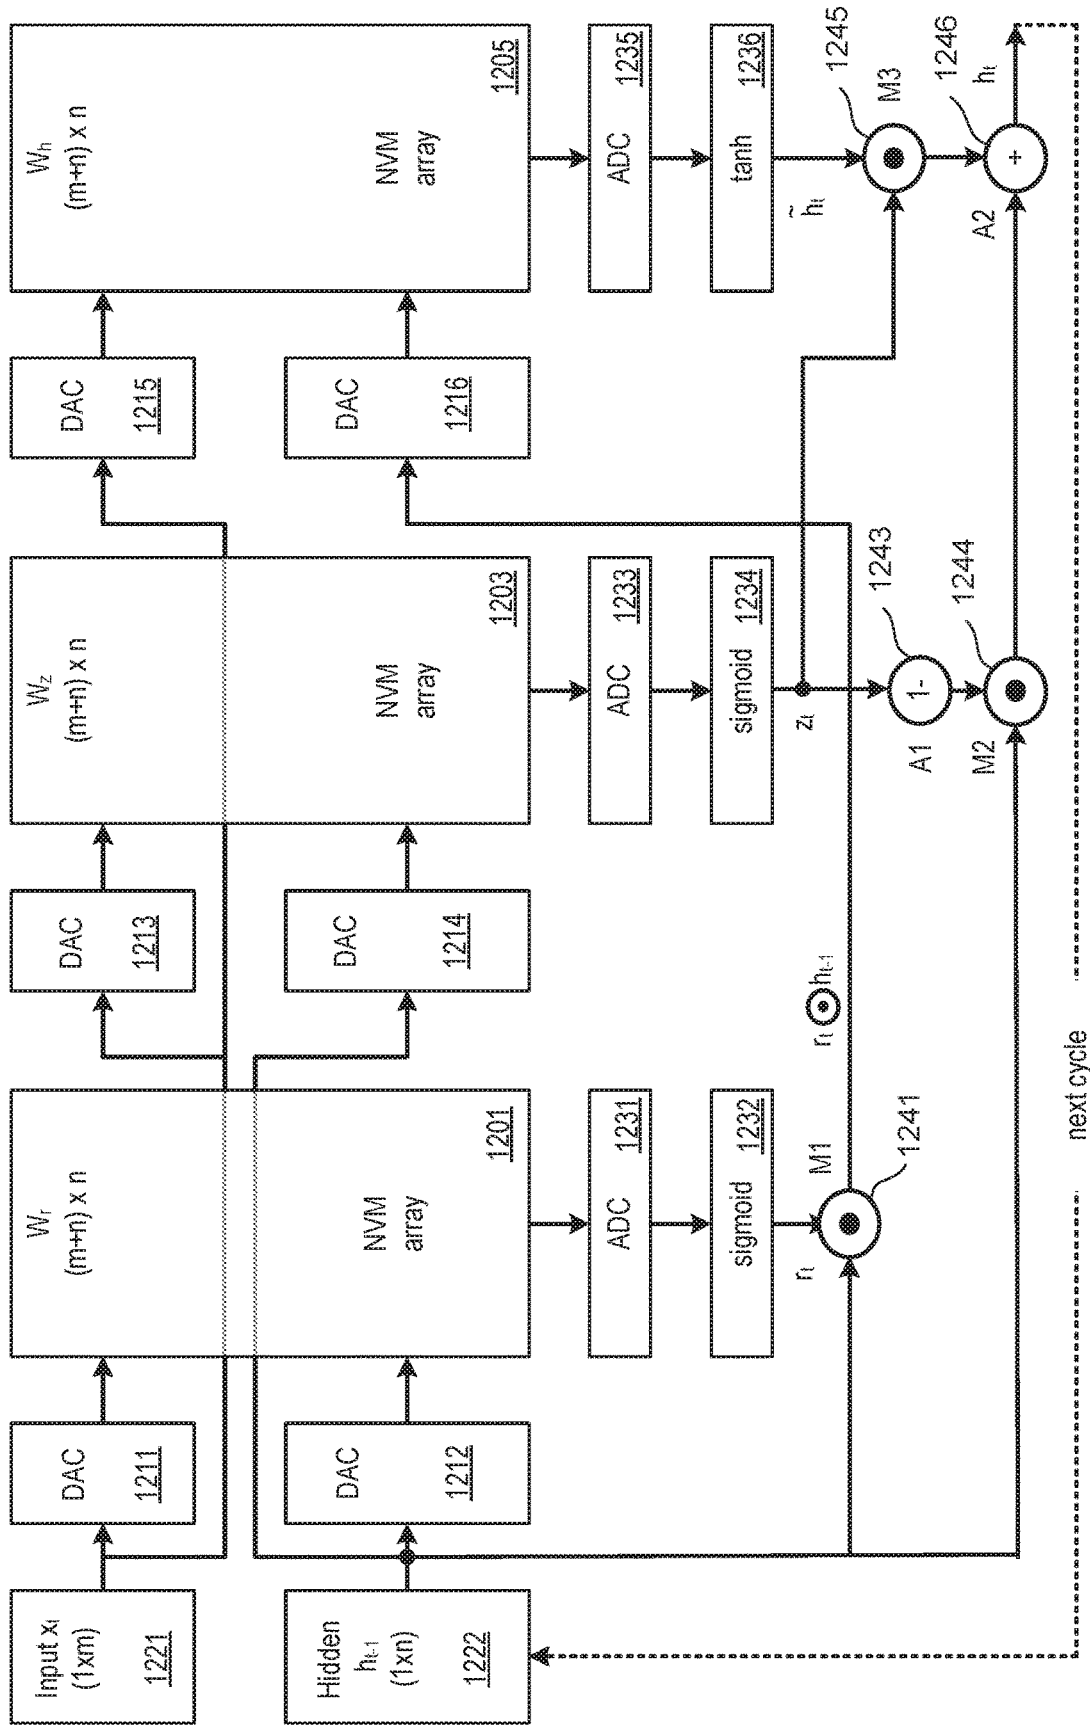 Input xₜ
(1xm)
1221
Hidden
hₜ₋₁
(1xn)
1222
DAC
1211
DAC
1212
Wᵣ
(m+n) x n
NVM
array
1201
ADC
1231
sigmoid
1232
rₜ
M1
1241
rₜ ⊙ hₜ₋₁
DAC
1213
DAC
1214
W_z
(m+n) x n
NVM
array
1203
ADC
1233
sigmoid
1234
zₜ
A1
1-
1243
M2
1244
DAC
1215
DAC
1216
Wₕ
(m+n) x n
NVM
array
1205
ADC
1235
tanh
1236
h̃ₜ
M3
1245
A2
+
1246
hₜ
next cycle